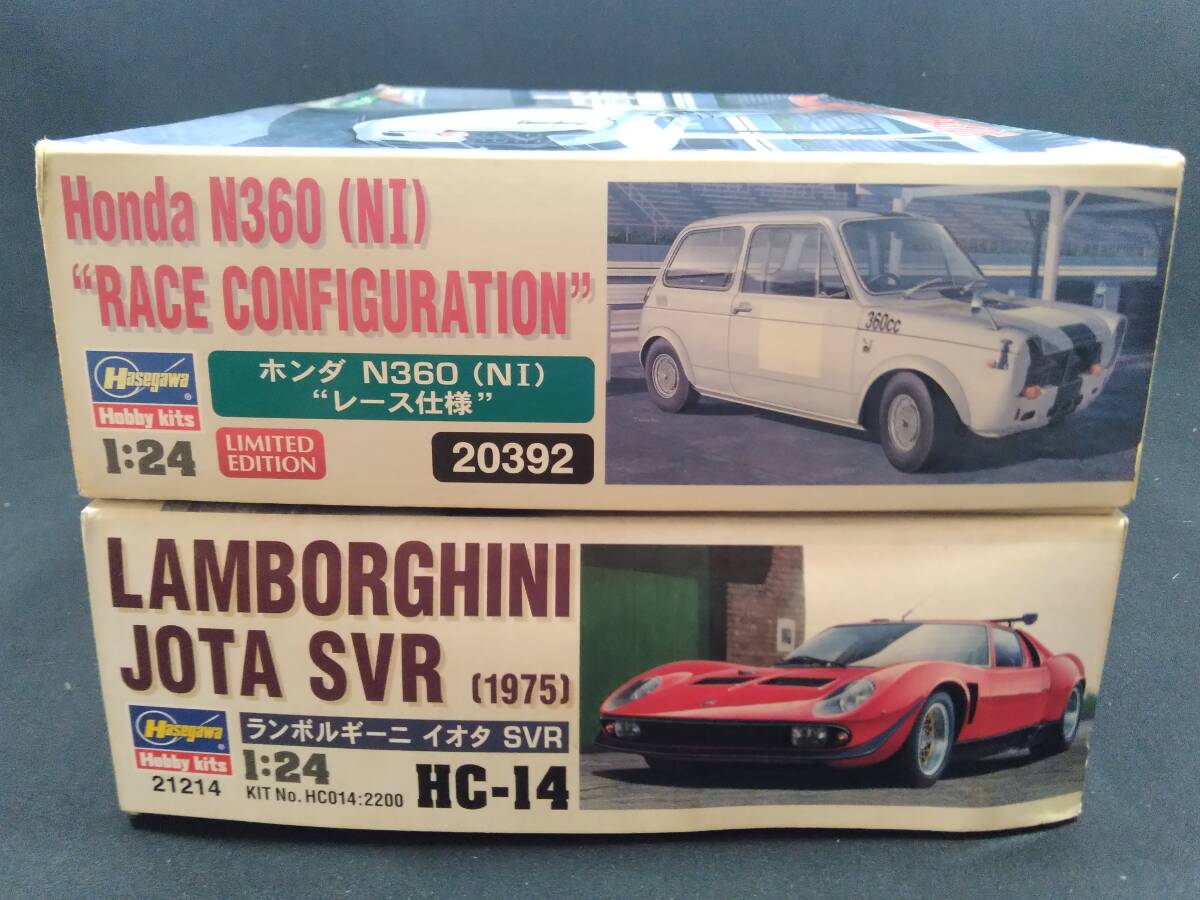 Honda N360 (NI)
"RACE CONFIGURATION"
Hasegawa
Hobby kits
ホンダ N360 (NI)
"レース仕様"
1:24
LIMITED
EDITION
20392
360cc
LAMBORGHINI
JOTA SVR (1975)
Hasegawa
Hobby kits
21214
ランボルギーニ イオタ SVR
1:24
KIT No. HC014:2200
HC-14